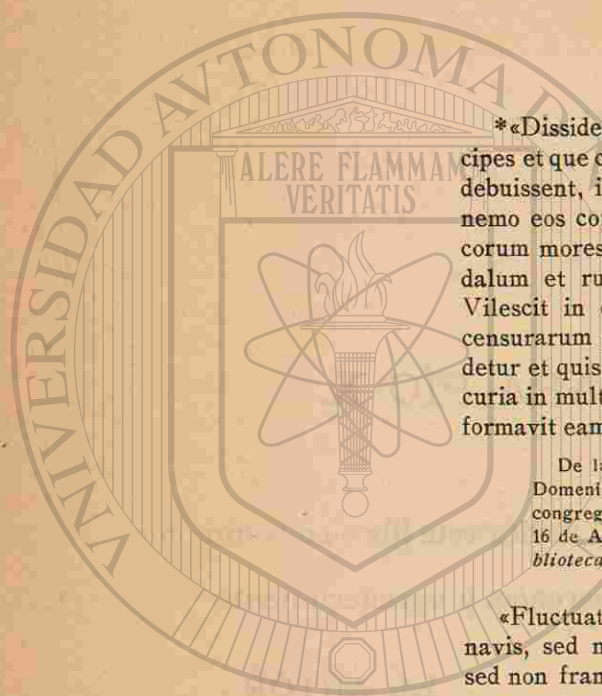 UNIVERSIDAD AVTONOMA D
ALERE FLAMMAM
VERITATIS
*«Disside
cipes et que c
debuissent, i
nemo eos co
corum mores
dalum et ru
Vilescit in
censurarum
detur et quis
curia in mult
formavit eam
De la
Domeni
congreg
16 de A
blioteca
«Fluctuat
navis, sed n
sed non fran